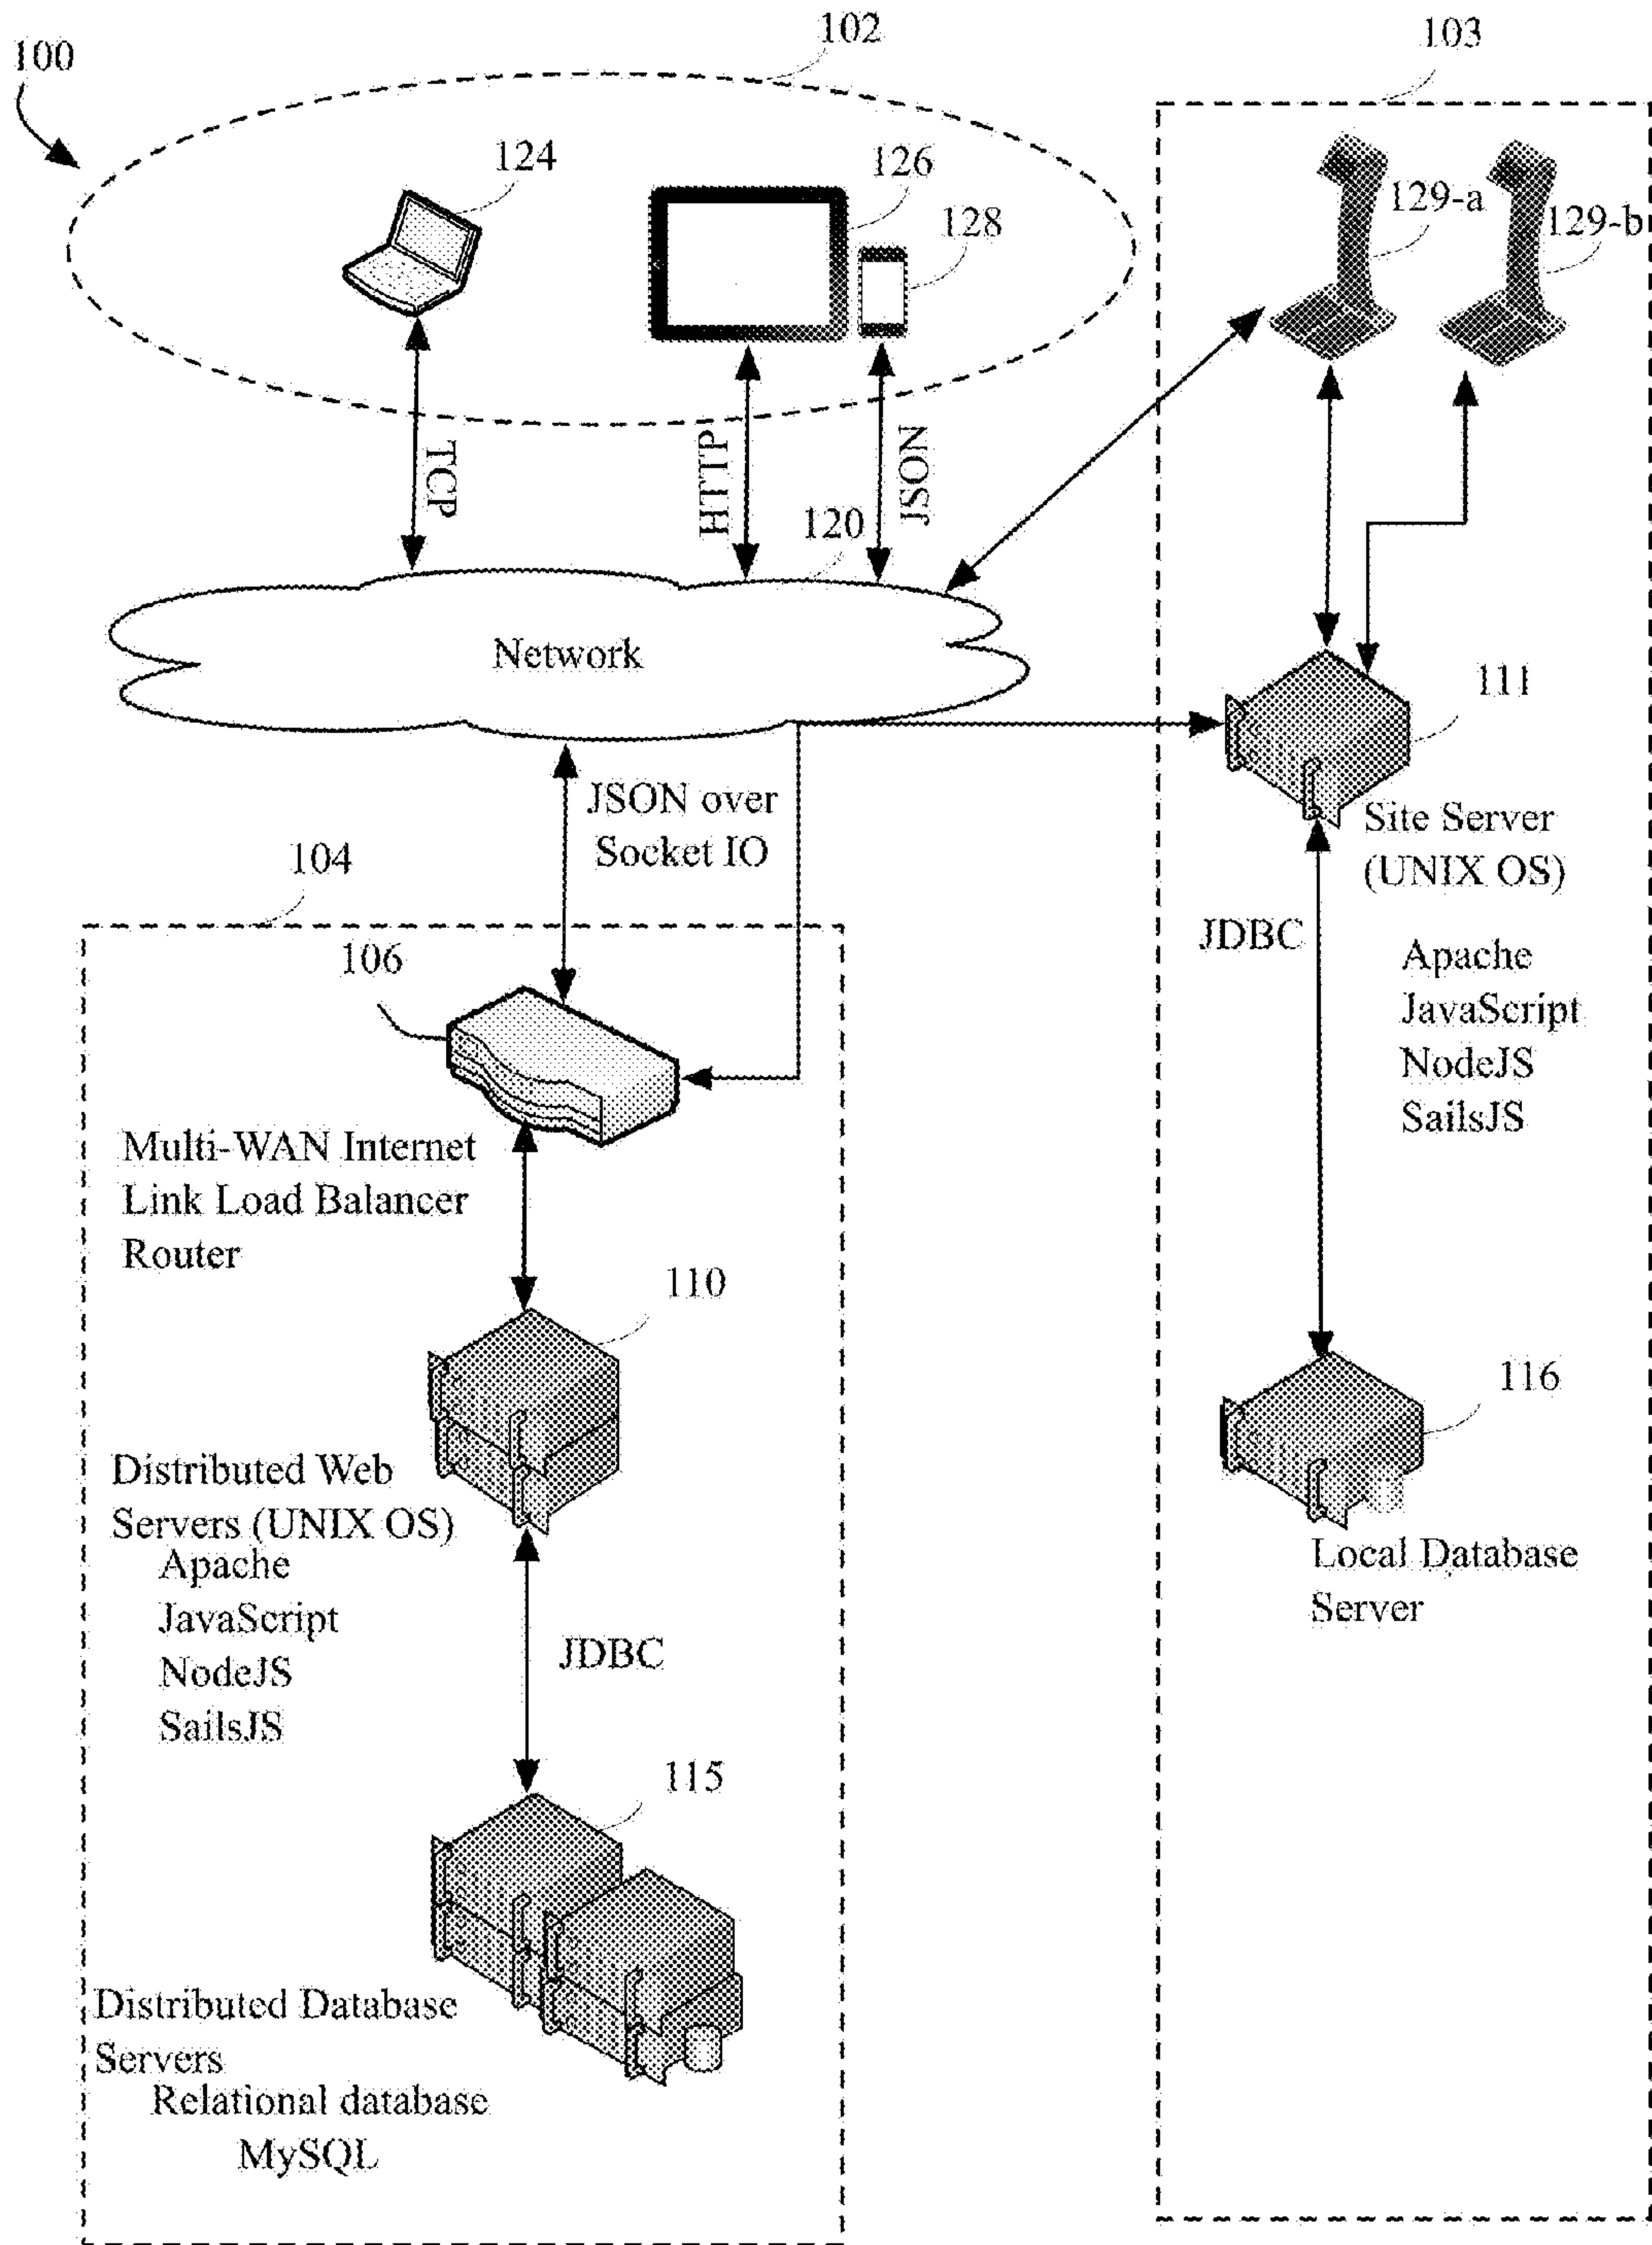 100
102
103
124
126
128
129-a
129-b
TCP
HTTP
JSON
120
Network
111
JSON over
Socket IO
Site Server
(UNIX OS)
104
JDBC
106
Apache
JavaScript
NodeJS
SailsJS
Multi-WAN Internet
Link Load Balancer
Router
110
116
Distributed Web
Servers (UNIX OS)
Apache
JavaScript
NodeJS
SailsJS
Local Database
Server
JDBC
115
Distributed Database
Servers
Relational database
MySQL